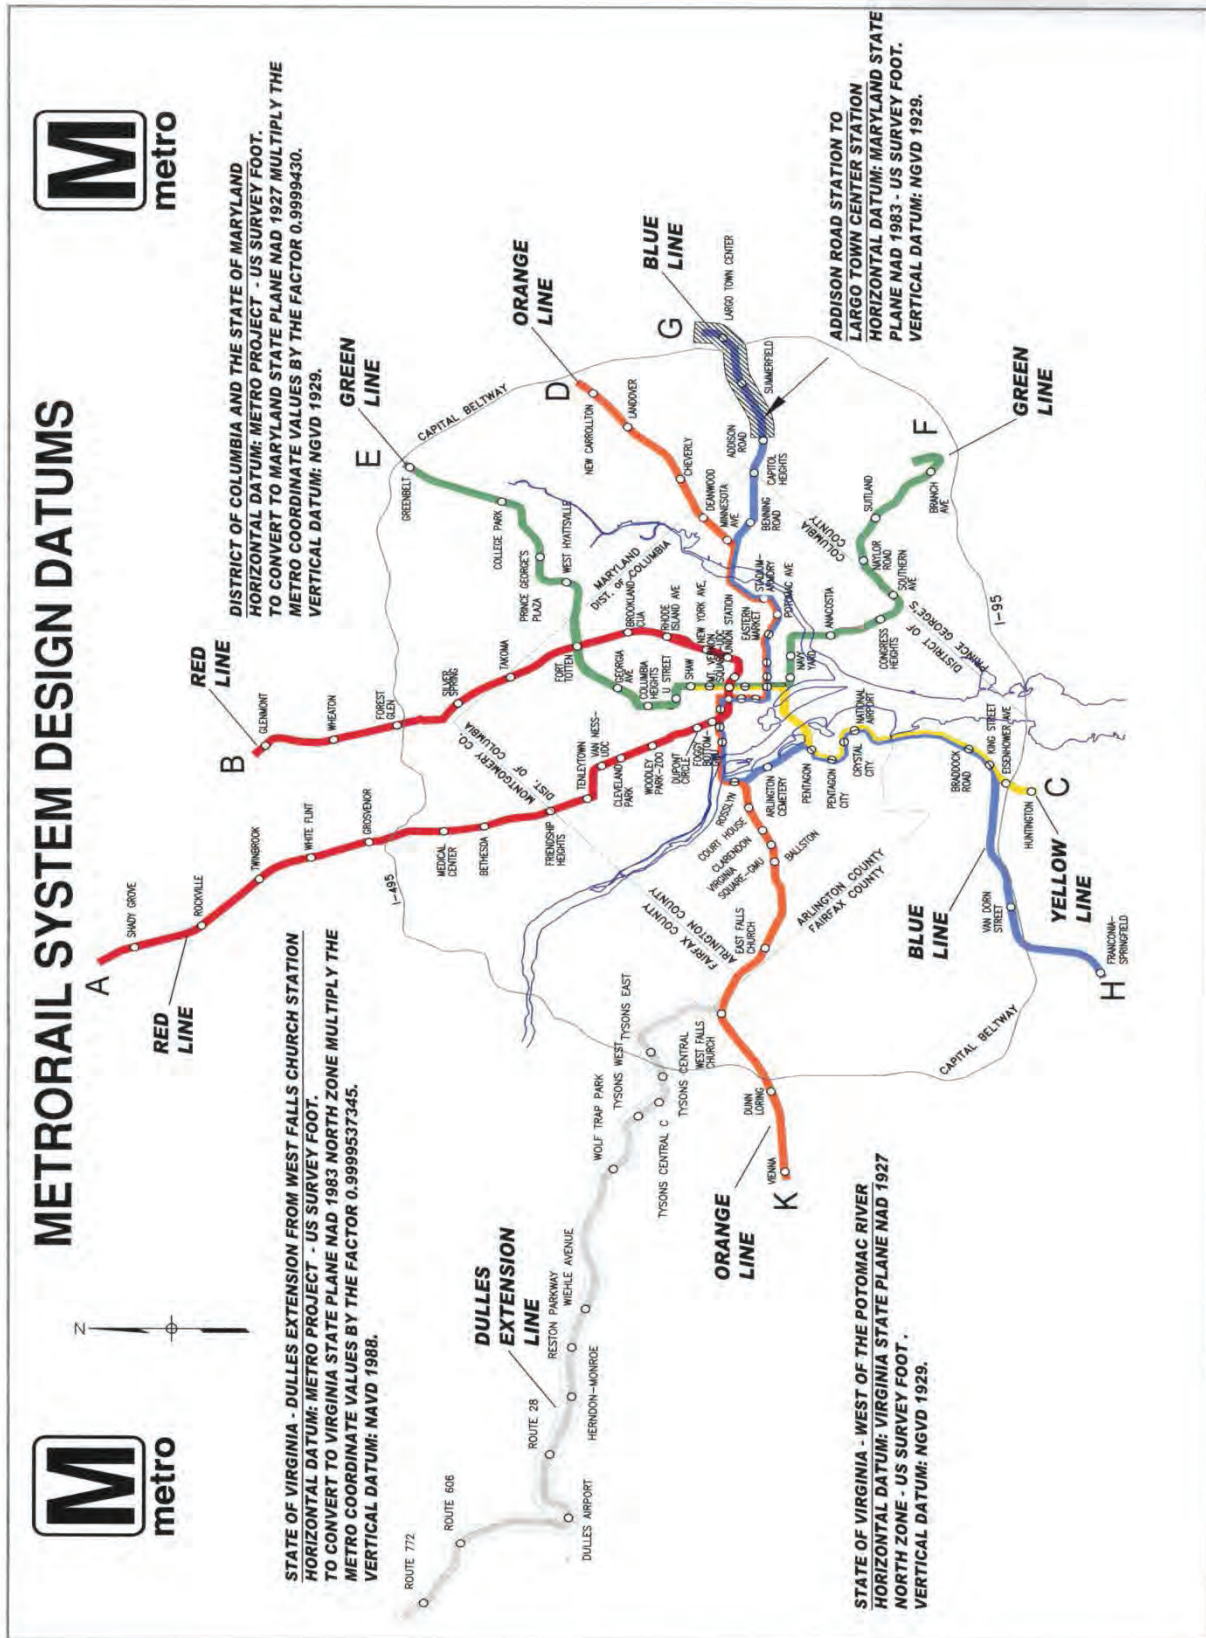 METRORAIL SYSTEM DESIGN DATUMS
M
metro
M
metro
N
STATE OF VIRGINIA - DULLES EXTENSION FROM WEST FALLS CHURCH STATION
HORIZONTAL DATUM: METRO PROJECT - US SURVEY FOOT.
TO CONVERT TO VIRGINIA STATE PLANE NAD 1983 NORTH ZONE MULTIPLY THE
METRO COORDINATE VALUES BY THE FACTOR 0.9999537345.
VERTICAL DATUM: NAVD 1988.
DISTRICT OF COLUMBIA AND THE STATE OF MARYLAND
HORIZONTAL DATUM: METRO PROJECT - US SURVEY FOOT.
TO CONVERT TO MARYLAND STATE PLANE NAD 1927 MULTIPLY THE
METRO COORDINATE VALUES BY THE FACTOR 0.9999430.
VERTICAL DATUM: NGVD 1929.
A
SHADY GROVE
ROCKVILLE
RED
LINE
TWINBROOK
WHITE FLINT
GROSVENOR
I-495
MEDICAL
CENTER
BETHESDA
FRIENDSHIP
HEIGHTS
TENLEYTOWN
VAN NESS-
UDC
CLEVELAND
PARK
WOODLEY
PARK-ZOO
DUPONT
CIRCLE
FOGGY
BOTTOM-
GWU
MONTGOMERY CO.
DIST. OF COLUMBIA
RED
LINE
B
GLENMONT
WHEATON
FOREST
GLEN
SILVER
SPRING
TAKOMA
FORT
TOTTEN
BROOKLAND
CUA
RHODE
ISLAND AVE
NEW YORK AVE.
UNION STATION
GREEN
LINE
E
CAPITAL BELTWAY
GREENBELT
COLLEGE PARK
PRINCE GEORGE'S
PLAZA
WEST HYATTSVILLE
MARYLAND
DIST. OF COLUMBIA
GEORGIA
AVE
COLUMBIA
HEIGHTS
U STREET
SHAW
MT. VERNON
SQUARE-UDC
ORANGE
LINE
D
NEW CARROLLTON
LANDOVER
CHEVERLY
DEANWOOD
MINNESOTA
AVE
BLUE
LINE
G
LARGO TOWN CENTER
SUMMERFIELD
ADDISON
ROAD
CAPITOL
HEIGHTS
BENNING
ROAD
STADIUM-
ARMORY
POTOMAC AVE
EASTERN
MARKET
ADDISON ROAD STATION TO
LARGO TOWN CENTER STATION
HORIZONTAL DATUM: MARYLAND STATE
PLANE NAD 1983 - US SURVEY FOOT.
VERTICAL DATUM: NGVD 1929.
GREEN
LINE
F
BRANCH
AVE
SUITLAND
NAYLOR
ROAD
SOUTHERN
AVE
CONGRESS
HEIGHTS
ANACOSTIA
NAVY
YARD
DISTRICT OF COLUMBIA
PRINCE GEORGE'S COUNTY
I-95
ROUTE 772
ROUTE 606
DULLES AIRPORT
ROUTE 28
HERNDON-MONROE
RESTON PARKWAY
WIEHLE AVENUE
DULLES
EXTENSION
LINE
WOLF TRAP PARK
TYSONS WEST
TYSONS CENTRAL C
TYSONS CENTRAL
TYSONS EAST
WEST FALLS
CHURCH
EAST FALLS
CHURCH
FAIRFAX COUNTY
ARLINGTON COUNTY
ARLINGTON COUNTY
FAIRFAX COUNTY
ROSSLYN
COURT HOUSE
CLARENDON
VIRGINIA
SQUARE-GMU
BALLSTON
ARLINGTON
CEMETERY
PENTAGON
PENTAGON
CITY
CRYSTAL
CITY
NATIONAL
AIRPORT
BRADDOCK
ROAD
KING STREET
EISENHOWER AVE
HUNTINGTON
C
YELLOW
LINE
BLUE
LINE
VAN DORN
STREET
FRANCONIA-
SPRINGFIELD
H
CAPITAL BELTWAY
DUNN
LORING
VIENNA
K
ORANGE
LINE
STATE OF VIRGINIA - WEST OF THE POTOMAC RIVER
HORIZONTAL DATUM: VIRGINIA STATE PLANE NAD 1927
NORTH ZONE - US SURVEY FOOT .
VERTICAL DATUM: NGVD 1929.